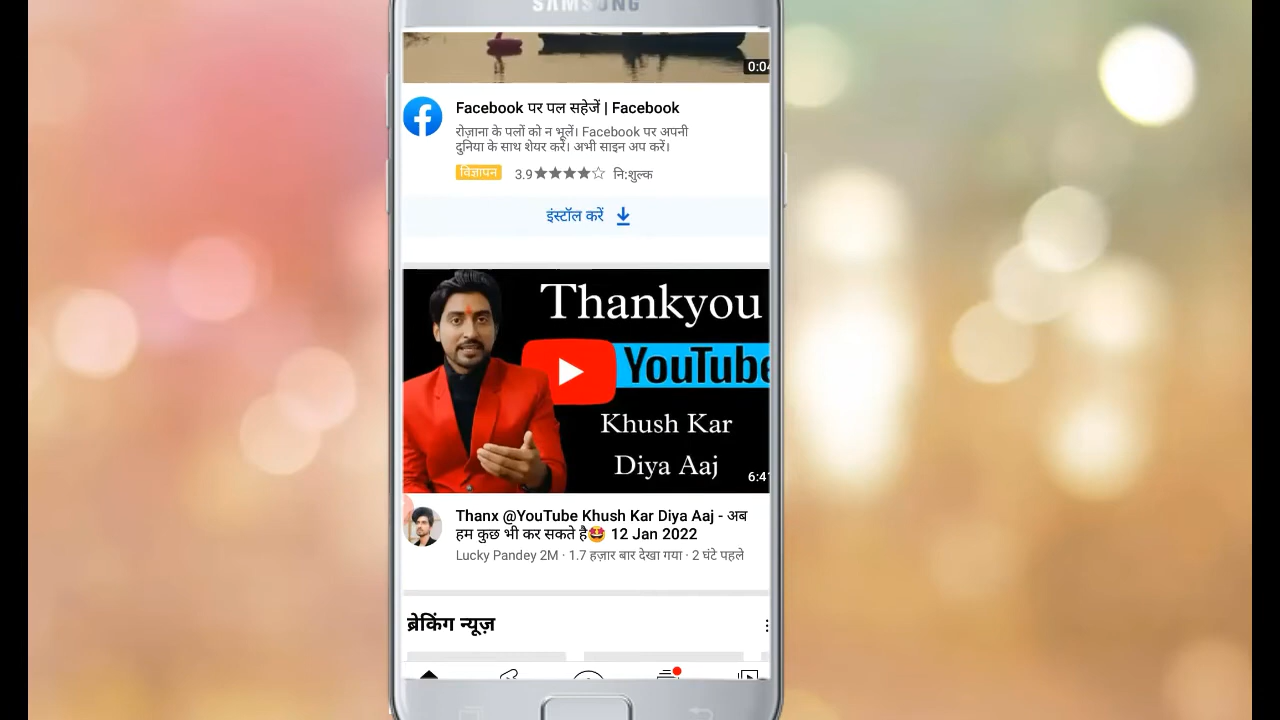 SAMSUNG
0:04
Facebook पर पल सहेजें | Facebook
रोज़ाना के पलों को न भूलें। Facebook पर अपनी
दुनिया के साथ शेयर करें। अभी साइन अप करें।
विज्ञापन 3.9★★★★☆ नि:शुल्क
इंस्टॉल करें
Thankyou
YouTube
Khush Kar
Diya Aaj
6:41
Thanx @YouTube Khush Kar Diya Aaj - अब
हम कुछ भी कर सकते है🤩 12 Jan 2022
Lucky Pandey 2M · 1.7 हज़ार बार देखा गया · 2 घंटे पहले
ब्रेकिंग न्यूज़